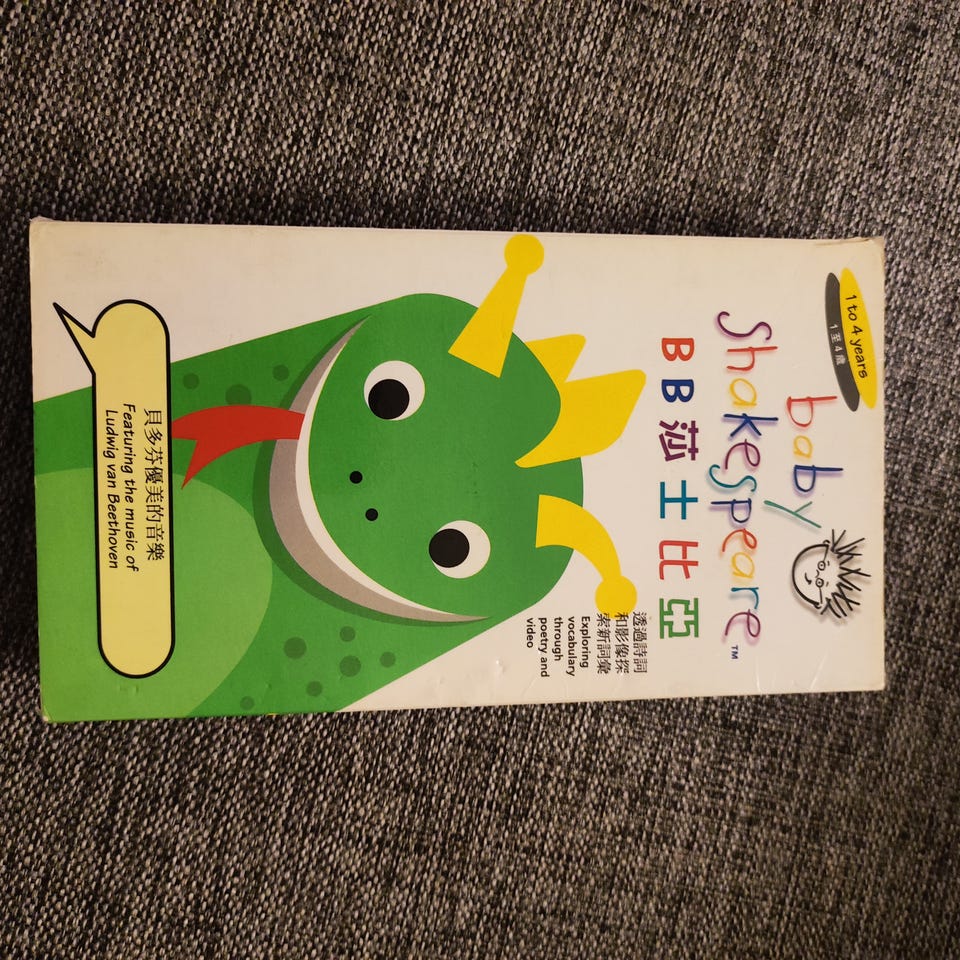 1 to 4 years
1 至 4 歲
baby
Shakespeare™
BB莎士比亞
透過詩詞
和影像探
索新詞彙
Exploring
vocabulary
through
poetry and
video
貝多芬優美的音樂
Featuring the music of
Ludwig van Beethoven